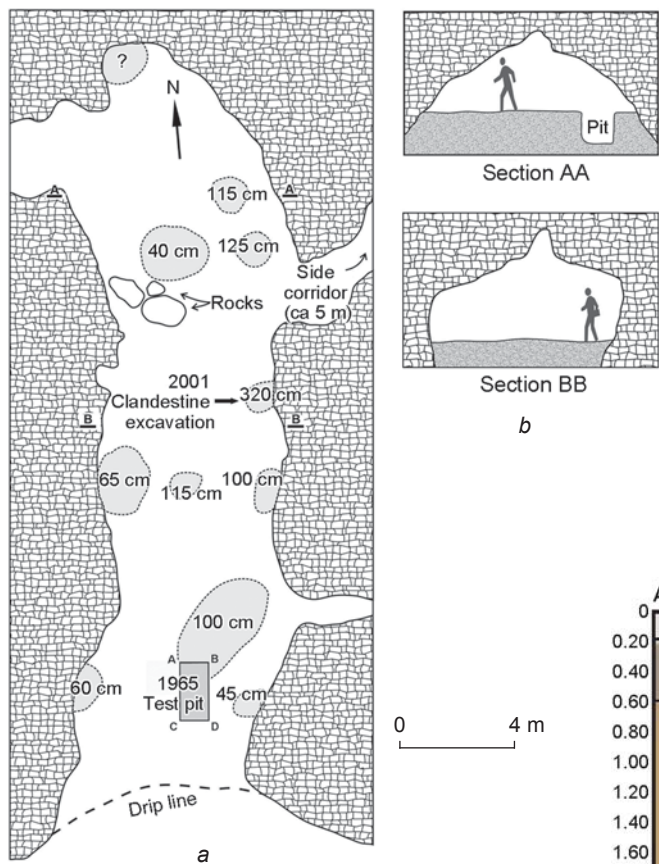 ?
N
A
A
115 cm
40 cm
125 cm
Side
corridor
(ca 5 m)
Rocks
2001
Clandestine
excavation
320 cm
B
B
65 cm
115 cm
100 cm
100 cm
A
B
60 cm
1965
Test pit
45 cm
C
D
Drip line
a
0
4 m
Pit
Section AA
Section BB
b
0
0.20
0.60
0.80
1.00
1.20
1.40
1.60